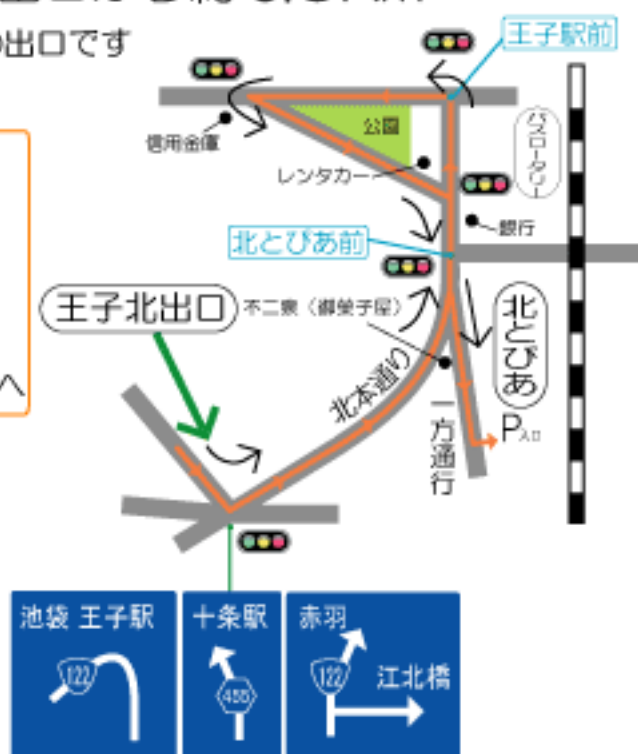 の出口です
王子駅前
公園
信用金庫
レンタカー
バスロータリー
銀行
北とぴあ前
王子北出口
不二家（御菓子屋）
北とぴあ
北本通り
一方通行
P入口
へ
池袋 王子駅
122
十条駅
455
赤羽
122
江北橋